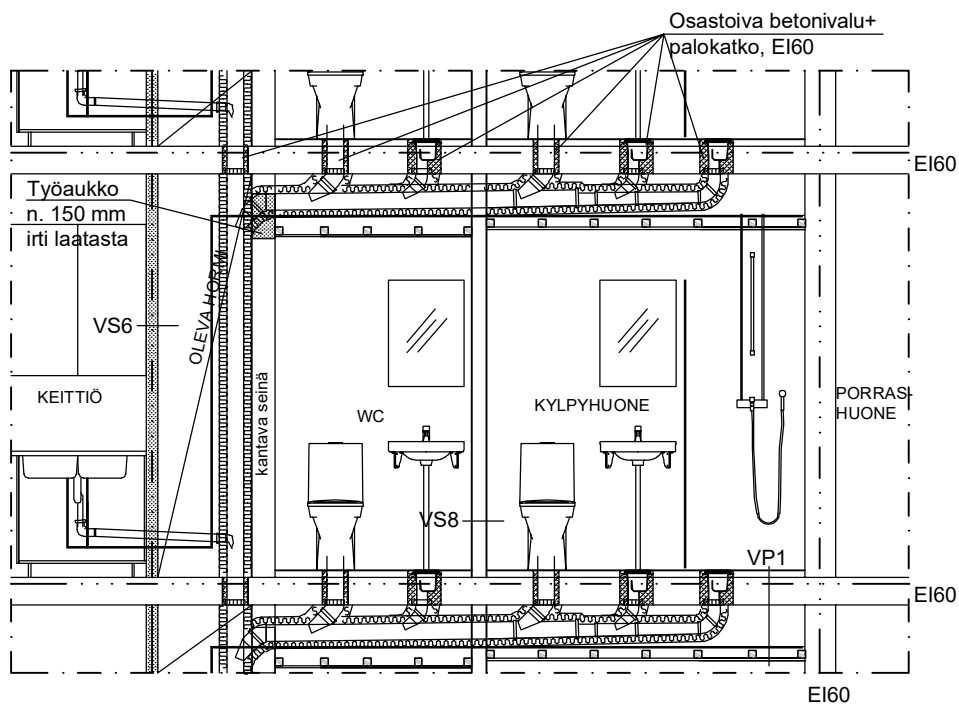 Osastoiva betonivalu+
palokatko, EI60
EI60
Työaukko
n. 150 mm
irti laatasta
OLEVA HORMI
VS6
kantava seinä
KEITTIÖ
WC
KYLPYHUONE
PORRAS-
HUONE
VS8
VP1
EI60
EI60